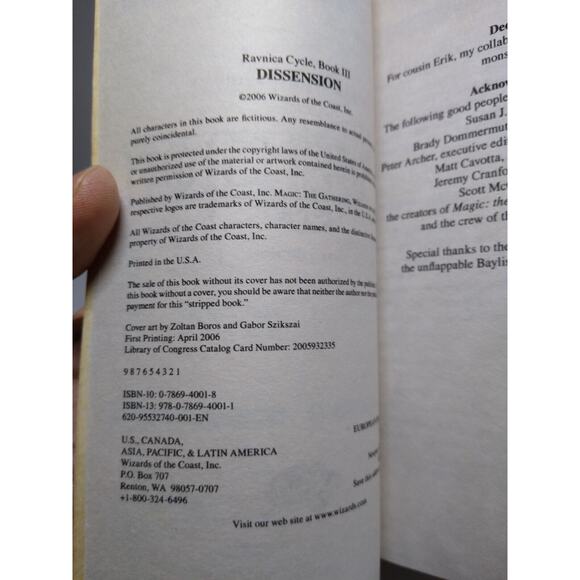 Ravnica Cycle, Book III
DISSENSION
©2006 Wizards of the Coast, Inc.
All characters in this book are fictitious. Any resemblance to actual
purely coincidental.
This book is protected under the copyright laws of the United States of
or unauthorized use of the material or artwork contained herein is
written permission of Wizards of the Coast, Inc.
Published by Wizards of the Coast, Inc. MAGIC: THE GATHERING,
respective logos are trademarks of Wizards of the Coast, Inc., in the U.S.A.
All Wizards of the Coast characters, character names, and the distinctive
property of Wizards of the Coast, Inc.
Printed in the U.S.A.
The sale of this book without its cover has not been authorized by the
this book without a cover, you should be aware that neither the author nor the
payment for this "stripped book."
Cover art by Zoltan Boros and Gabor Szikszai
First Printing: April 2006
Library of Congress Catalog Card Number: 2005932335
9 8 7 6 5 4 3 2 1
ISBN-10: 0-7869-4001-8
ISBN-13: 978-0-7869-4001-1
620-95532740-001-EN
U.S., CANADA,
ASIA, PACIFIC, & LATIN AMERICA
Wizards of the Coast, Inc.
P.O. Box 707
Renton, WA 98057-0707
+1-800-324-6496
EUROPEAN
Save this
Visit our web site at www.wizards.com
For cousin Erik, my collab
mons
Acknow
The following good people
Susan J.
Brady Dommermut
Peter Archer, executive edi
Matt Cavotta,
Jeremy Cranfo
Scott Mc
the creators of Magic: the
and the crew of th
Special thanks to the
the unflappable Baylis